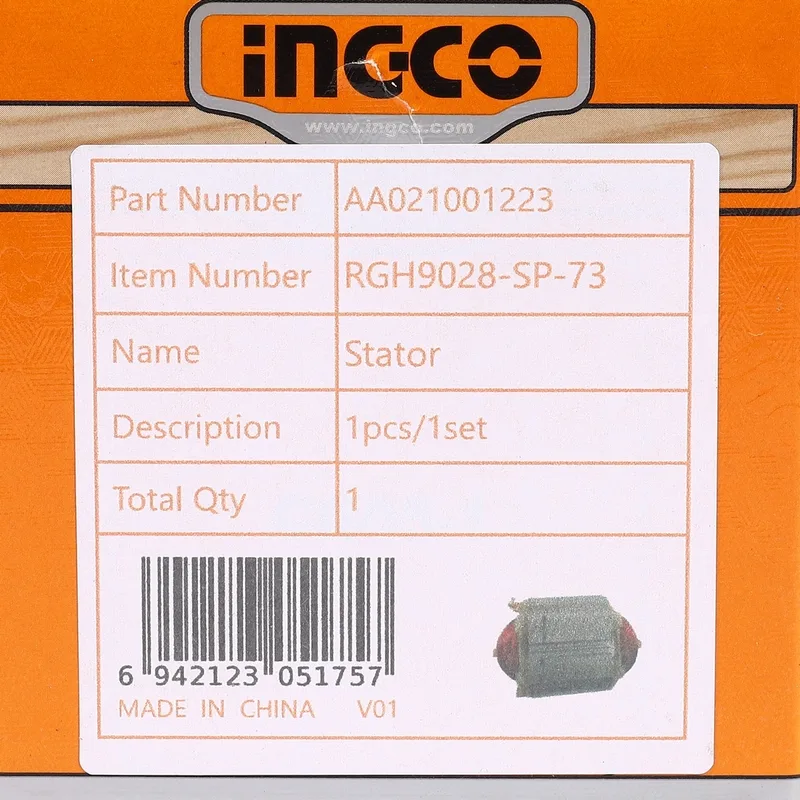 INGCO
www.ingco.com
Part Number AA021001223
Item Number RGH9028-SP-73
Name Stator
Description 1pcs/1set
Total Qty 1
6 942123 051757
MADE IN CHINA V01